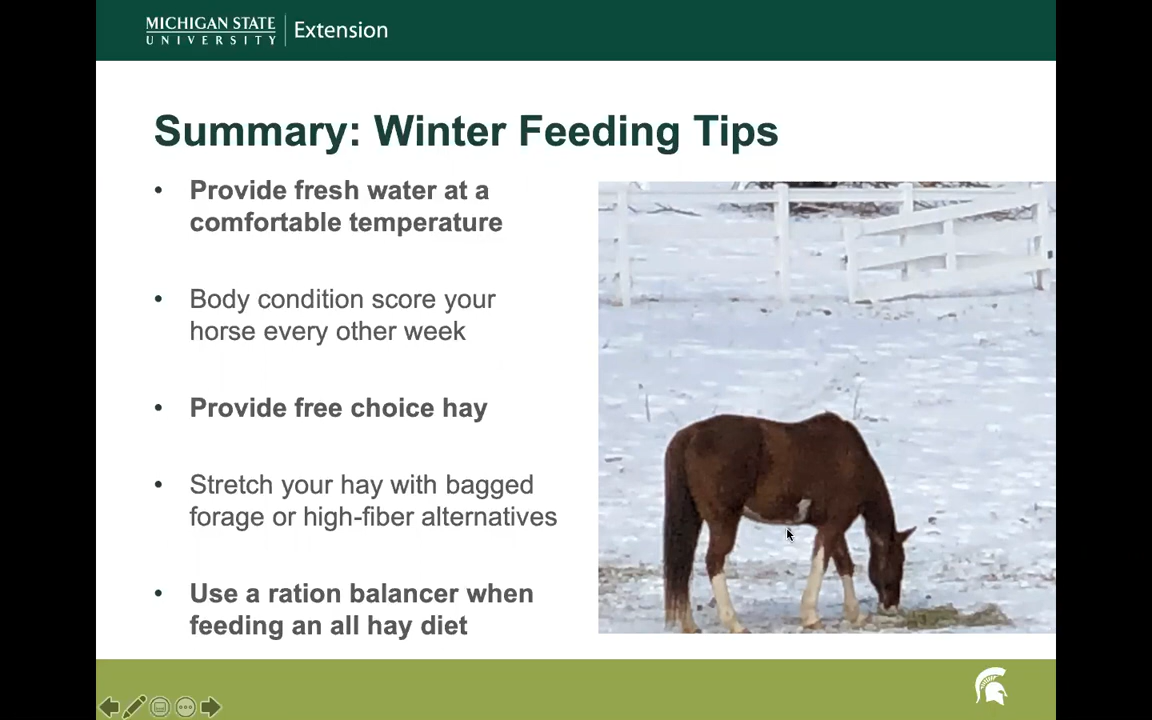 MICHIGAN STATE
UNIVERSITY
Extension
Summary: Winter Feeding Tips
• Provide fresh water at a
comfortable temperature
• Body condition score your
horse every other week
• Provide free choice hay
• Stretch your hay with bagged
forage or high-fiber alternatives
• Use a ration balancer when
feeding an all hay diet